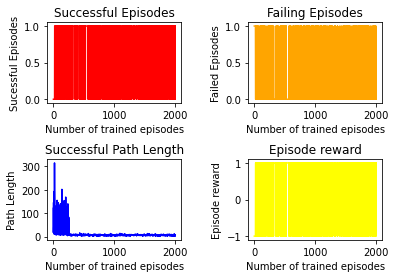 Successful Episodes
Successful Episodes
1.0
0.5
0.0
0
1000
2000
Number of trained episodes
Failing Episodes
Failed Episodes
1.0
0.5
0.0
0
1000
2000
Number of trained episodes
Successful Path Length
Path Length
300
200
100
0
0
1000
2000
Number of trained episodes
Episode reward
Episode reward
1
0
−1
0
1000
2000
Number of trained episodes